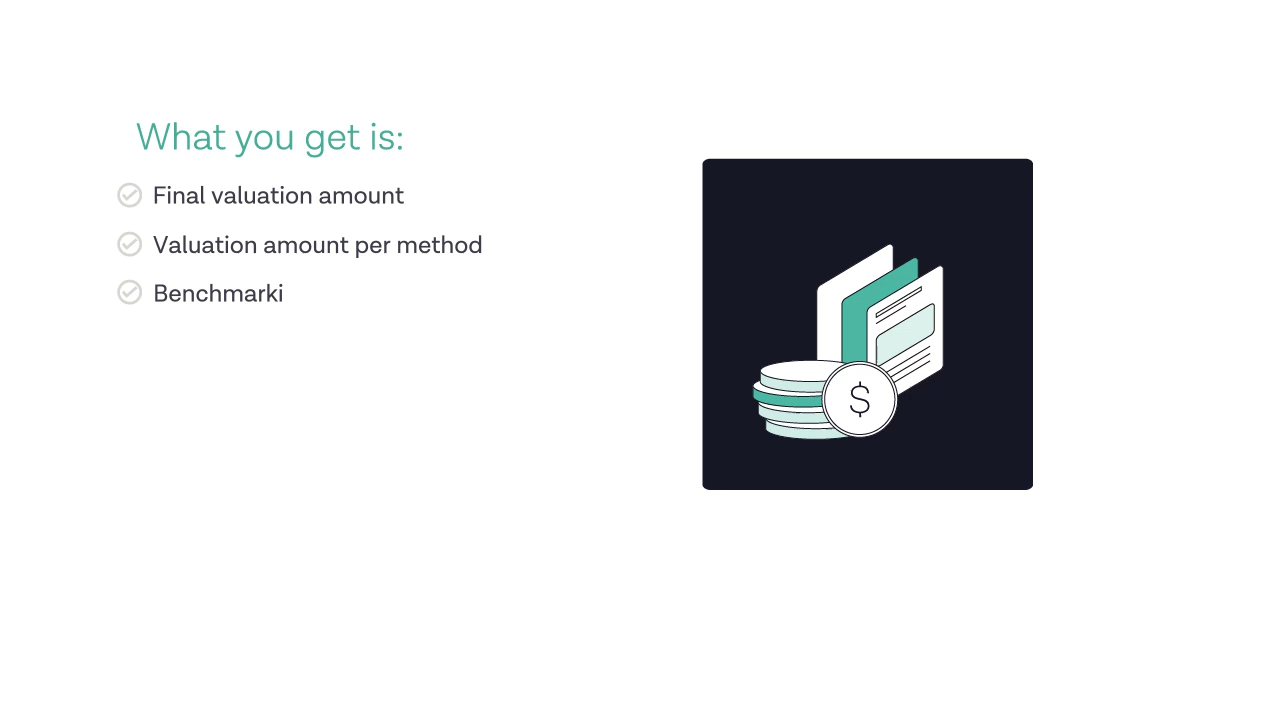 What you get is:
Final valuation amount
Valuation amount per method
Benchmarki
$